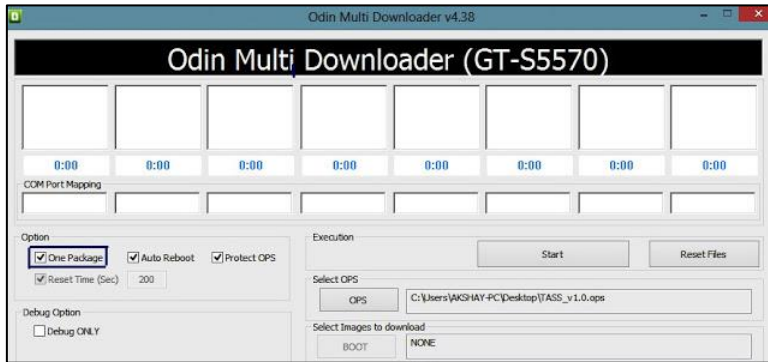 Odin Multi Downloader v4.38
Odin Multi Downloader (GT-S5570)
0:00 0:00 0:00 0:00 0:00 0:00 0:00 0:00
COM Port Mapping
Option
One Package Auto Reboot Protect OPS
Reset Time (Sec) 200
Debug Option
Debug ONLY
Execution
Start Reset Files
Select OPS
OPS C:\Users\AKSHAY-PC\Desktop\TASS_v1.0.ops
Select Images to download
BOOT NONE